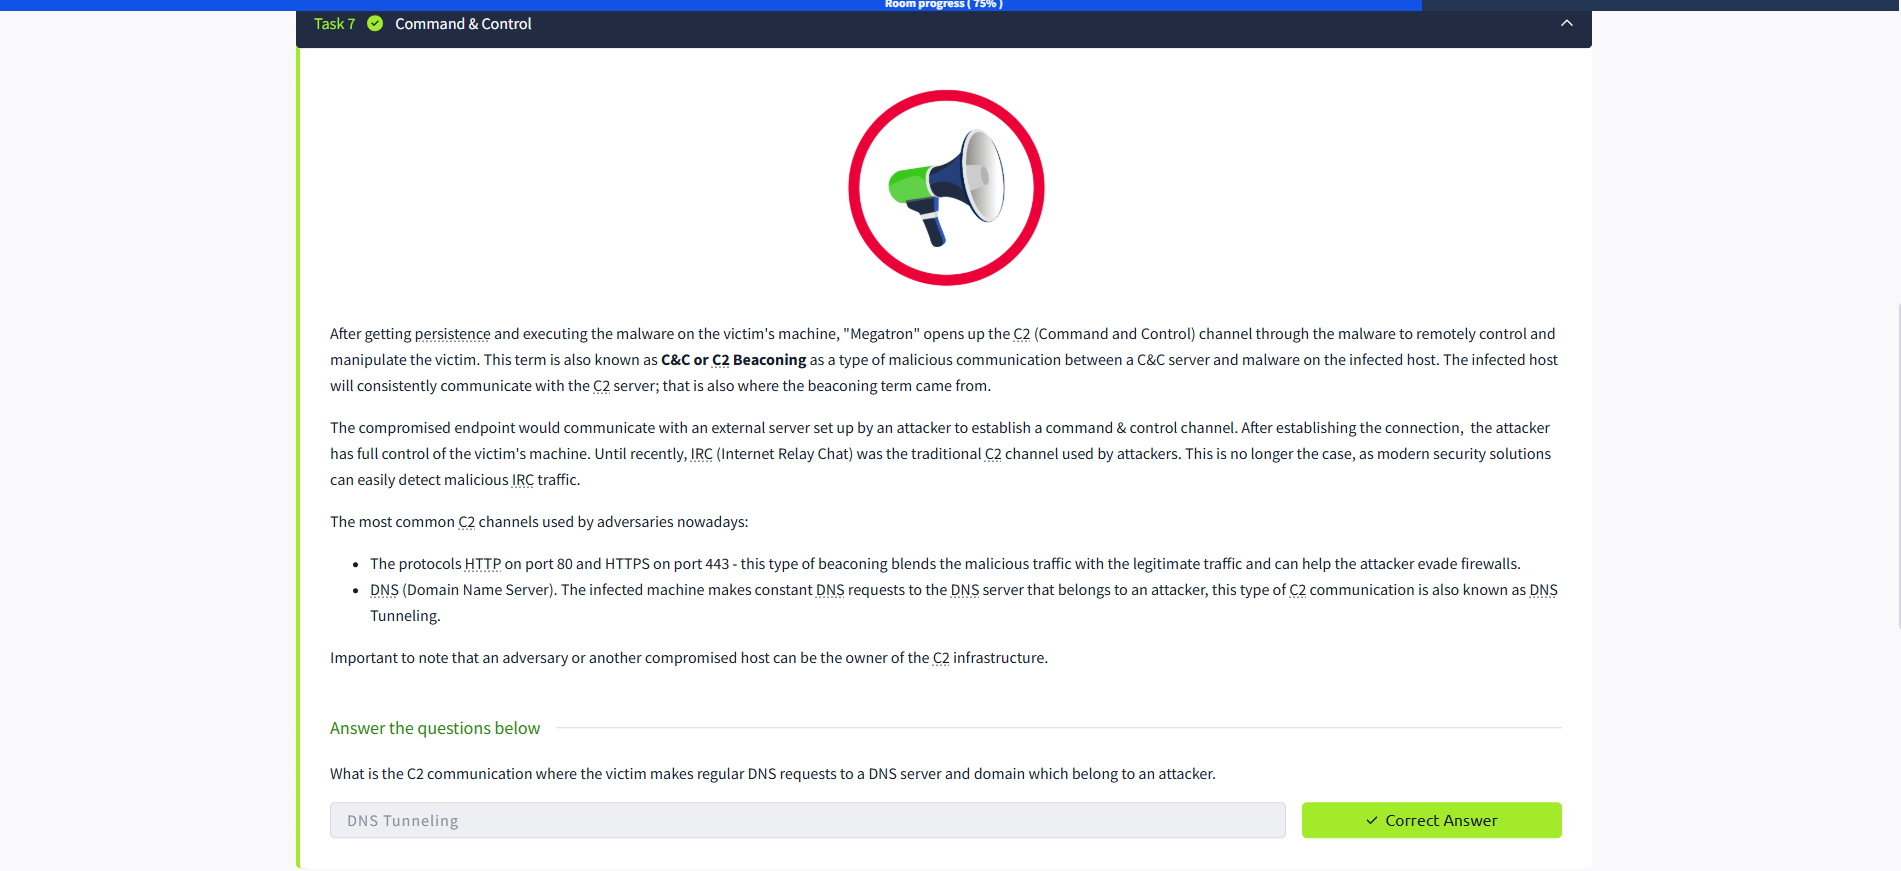 Room progress ( 75% )
Task 7 Command & Control
After getting persistence and executing the malware on the victim's machine, "Megatron" opens up the C2 (Command and Control) channel through the malware to remotely control and
manipulate the victim. This term is also known as C&C or C2 Beaconing as a type of malicious communication between a C&C server and malware on the infected host. The infected host
will consistently communicate with the C2 server; that is also where the beaconing term came from.
The compromised endpoint would communicate with an external server set up by an attacker to establish a command & control channel. After establishing the connection, the attacker
has full control of the victim's machine. Until recently, IRC (Internet Relay Chat) was the traditional C2 channel used by attackers. This is no longer the case, as modern security solutions
can easily detect malicious IRC traffic.
The most common C2 channels used by adversaries nowadays:
• The protocols HTTP on port 80 and HTTPS on port 443 - this type of beaconing blends the malicious traffic with the legitimate traffic and can help the attacker evade firewalls.
• DNS (Domain Name Server). The infected machine makes constant DNS requests to the DNS server that belongs to an attacker, this type of C2 communication is also known as DNS
Tunneling.
Important to note that an adversary or another compromised host can be the owner of the C2 infrastructure.
Answer the questions below
What is the C2 communication where the victim makes regular DNS requests to a DNS server and domain which belong to an attacker.
DNS Tunneling
✓ Correct Answer